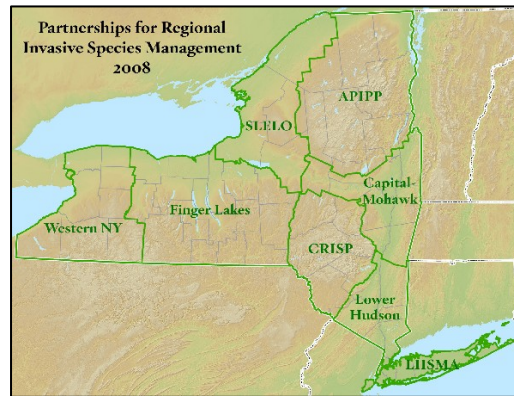 Partnerships for Regional
Invasive Species Management
2008
APIPP
SLELO
Capital-
Mohawk
Finger Lakes
Western NY
CRISP
Lower
Hudson
LIISMA